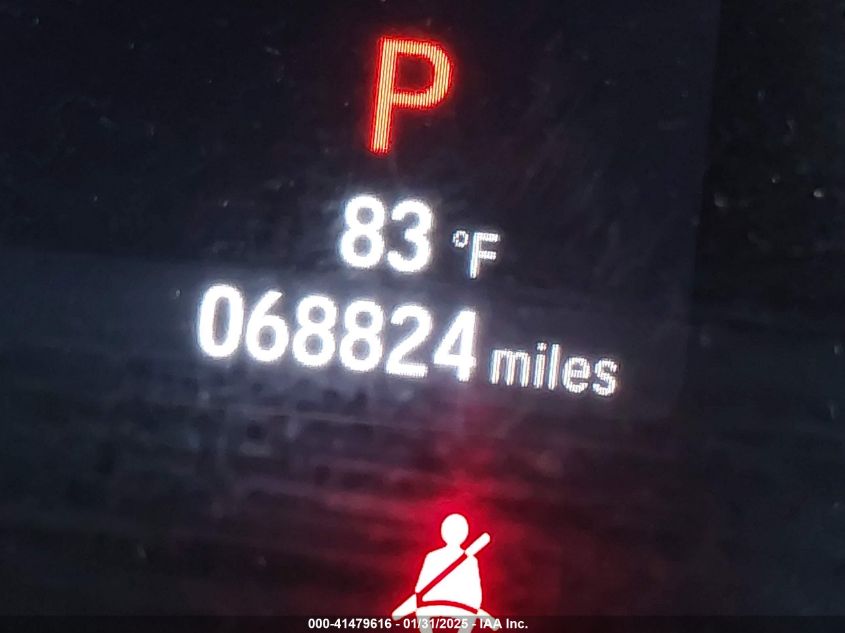 P
83 °F
068824 miles
000-41479616 - 01/31/2025 - IAA Inc.